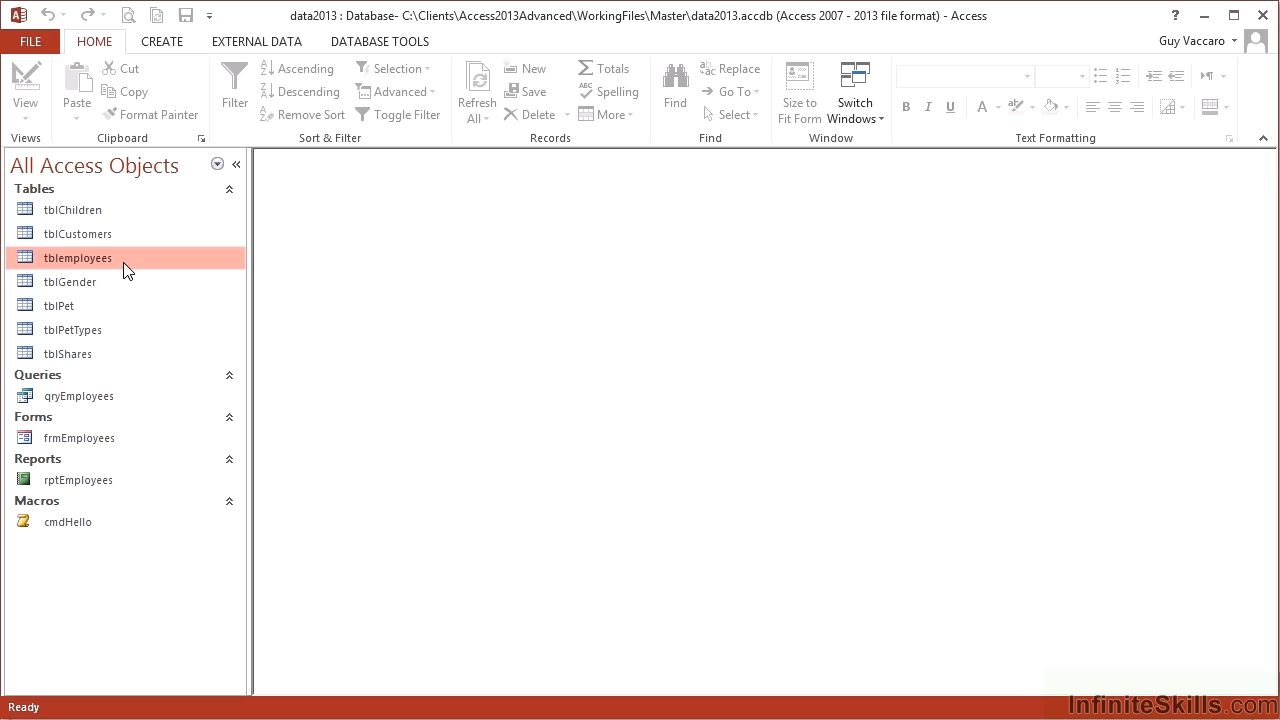 data2013 : Database- C:\Clients\Access2013Advanced\WorkingFiles\Master\data2013.accdb (Access 2007 - 2013 file format) - Access
FILE HOME CREATE EXTERNAL DATA DATABASE TOOLS Guy Vaccaro
View
Views
Paste
Cut
Copy
Format Painter
Clipboard
Filter
Ascending
Descending
Remove Sort
Selection
Advanced
Toggle Filter
Sort & Filter
Refresh
All
New
Save
Delete
Totals
Spelling
More
Records
Find
Replace
Go To
Select
Find
Size to
Fit Form
Switch
Windows
Window
B I U A
Text Formatting
All Access Objects
Tables
tblChildren
tblCustomers
tblemployees
tblGender
tblPet
tblPetTypes
tblShares
Queries
qryEmployees
Forms
frmEmployees
Reports
rptEmployees
Macros
cmdHello
Ready
InfiniteSkills.com